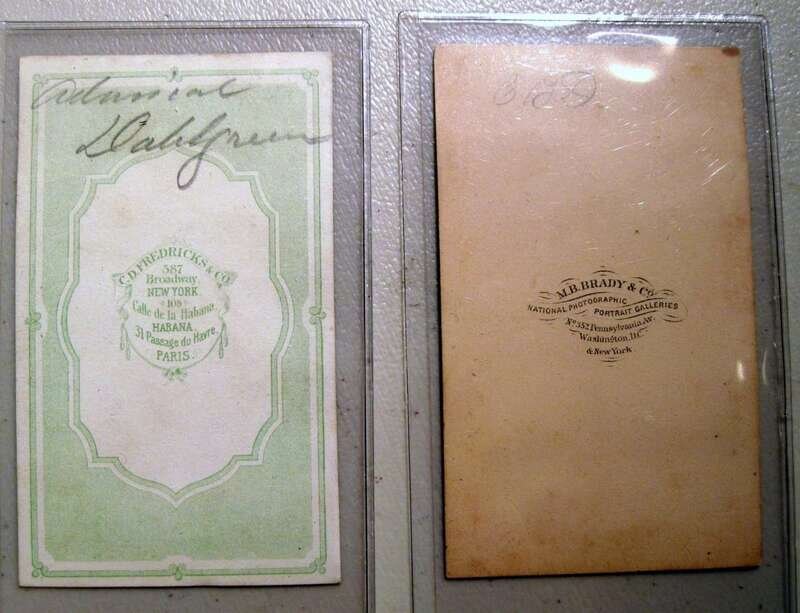 Admiral
DahlGreen
C.D. FREDRICKS & CO.
587
Broadway
NEW YORK
108
Calle de la Habana
HABANA
31 Passage du Havre
PARIS.
M.B. BRADY & Co.
NATIONAL PHOTOGRAPHIC
PORTRAIT GALLERIES
No. 352 Pennsylvania Av.
Washington, D.C.
& New York